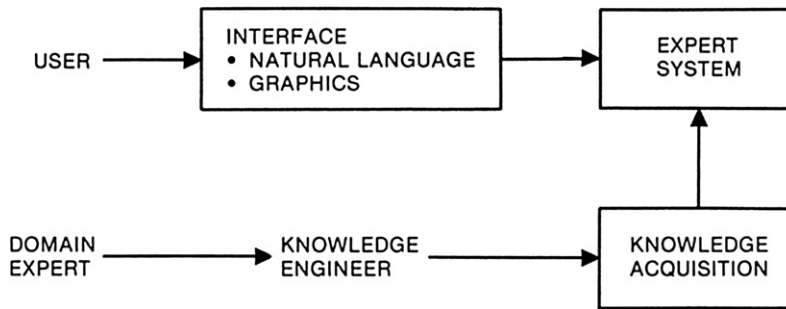 USER
INTERFACE
• NATURAL LANGUAGE
• GRAPHICS
EXPERT
SYSTEM
DOMAIN
EXPERT
KNOWLEDGE
ENGINEER
KNOWLEDGE
ACQUISITION